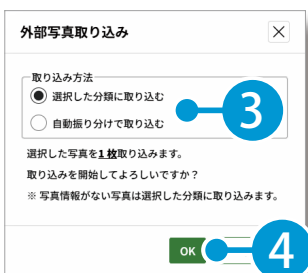 外部写真取り込み
取り込み方法
選択した分類に取り込む
自動振り分けで取り込む
3
選択した写真を1枚取り込みます。
取り込みを開始してよろしいですか？
※ 写真情報がない写真は選択した分類に取り込みます。
OK
4